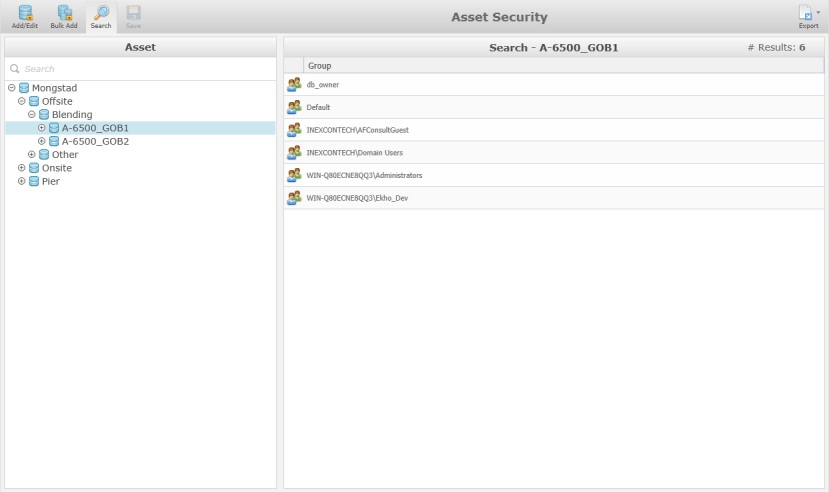 Add/Edit Bulk Add Search Save
Asset Security
Export
Asset
Search
Mongstad
Offsite
Blending
A-6500_GOB1
A-6500_GOB2
Other
Onsite
Pier
Search - A-6500_GOB1 # Results: 6
Group
db_owner
Default
INEXCONTECH\AFConsultGuest
INEXCONTECH\Domain Users
WIN-Q80ECNE8QQ3\Administrators
WIN-Q80ECNE8QQ3\Ekho_Dev